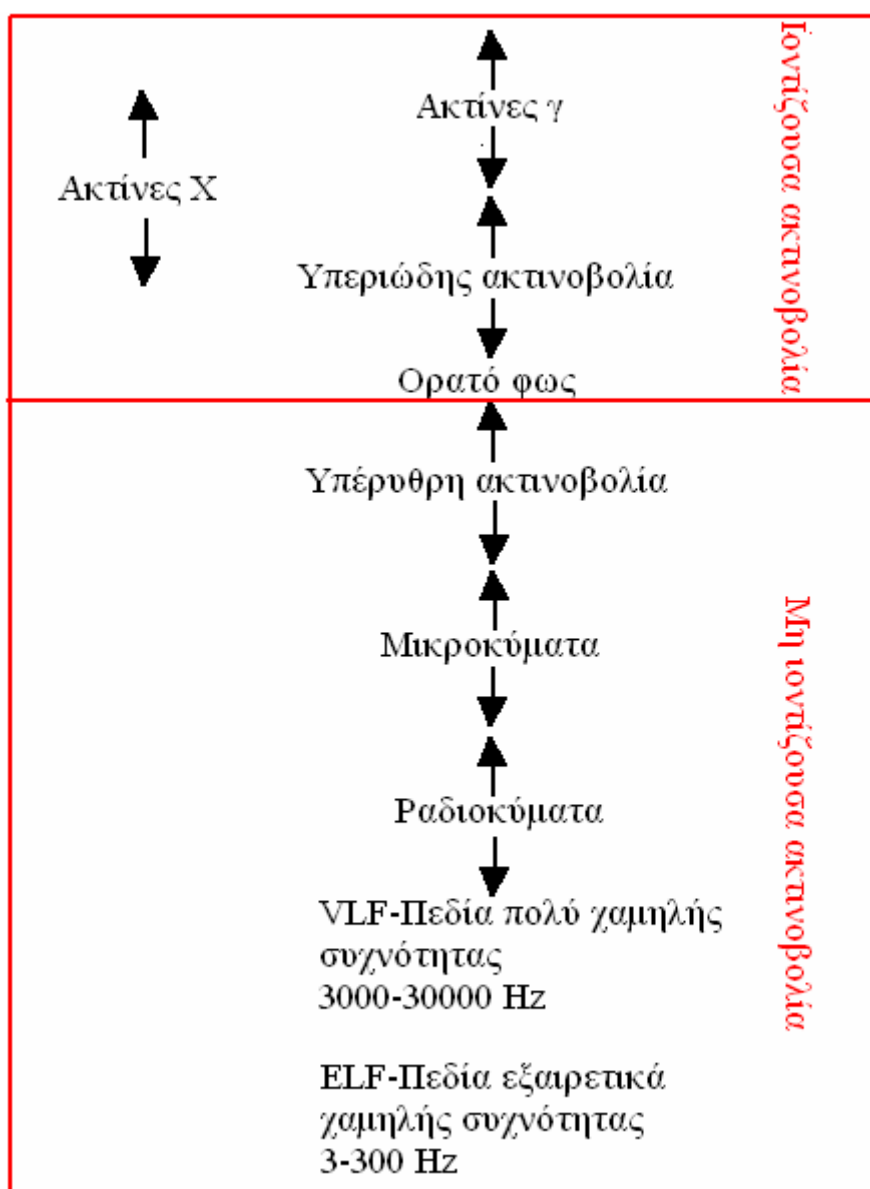 Ακτίνες γ
Ακτίνες Χ
Υπεριώδης ακτινοβολία
Ορατό φως
Ιοντίζουσα ακτινοβολία
Υπέρυθρη ακτινοβολία
Μικροκύματα
Ραδιοκύματα
VLF-Πεδία πολύ χαμηλής
συχνότητας
3000-30000 Hz
ELF-Πεδία εξαιρετικά
χαμηλής συχνότητας
3-300 Hz
Μη ιοντίζουσα ακτινοβολία